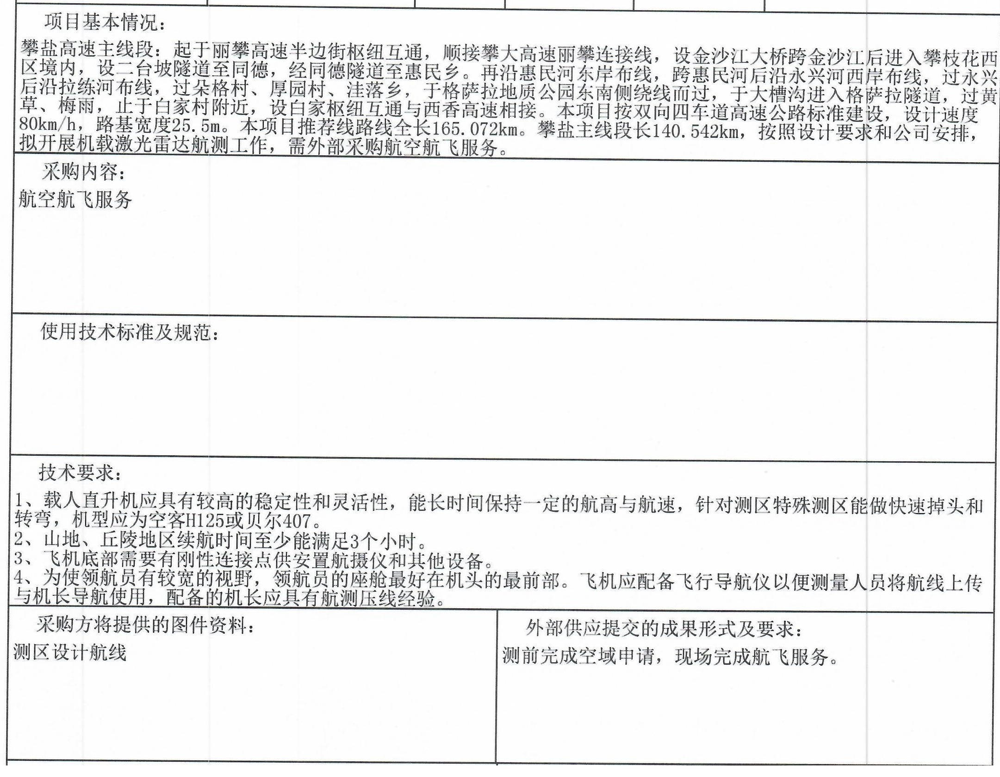 项目基本情况：
攀盐高速主线段：起于丽攀高速半边街枢纽互通，顺接攀大高速丽攀连接线，设金沙江大桥跨金沙江后进入攀枝花西
区境内，设二台坡隧道至同德，经同德隧道至惠民乡。再沿惠民河东岸布线，跨惠民河后沿永兴河西岸布线，过永兴
后沿拉练河布线，过朵格村、厚园村、洼落乡，于格萨拉地质公园东南侧绕线而过，于大槽沟进入格萨拉隧道，过黄
草、梅雨，止于白家村附近，设白家枢纽互通与西香高速相接。本项目按双向四车道高速公路标准建设，设计速度
80km/h，路基宽度25.5m。本项目推荐线路线全长165.072km。攀盐主线段长140.542km，按照设计要求和公司安排，
拟开展机载激光雷达航测工作，需外部采购航空航飞服务。
采购内容：
航空航飞服务
使用技术标准及规范：
技术要求：
1、载人直升机应具有较高的稳定性和灵活性，能长时间保持一定的航高与航速，针对测区特殊测区能做快速掉头和
转弯，机型应为空客H125或贝尔407。
2、山地、丘陵地区续航时间至少能满足3个小时。
3、飞机底部需要有刚性连接点供安置航摄仪和其他设备。
4、为使领航员有较宽的视野，领航员的座舱最好在机头的最前部。飞机应配备飞行导航仪以便测量人员将航线上传
与机长导航使用，配备的机长应具有航测压线经验。
采购方将提供的图件资料：
测区设计航线
外部供应提交的成果形式及要求：
测前完成空域申请，现场完成航飞服务。